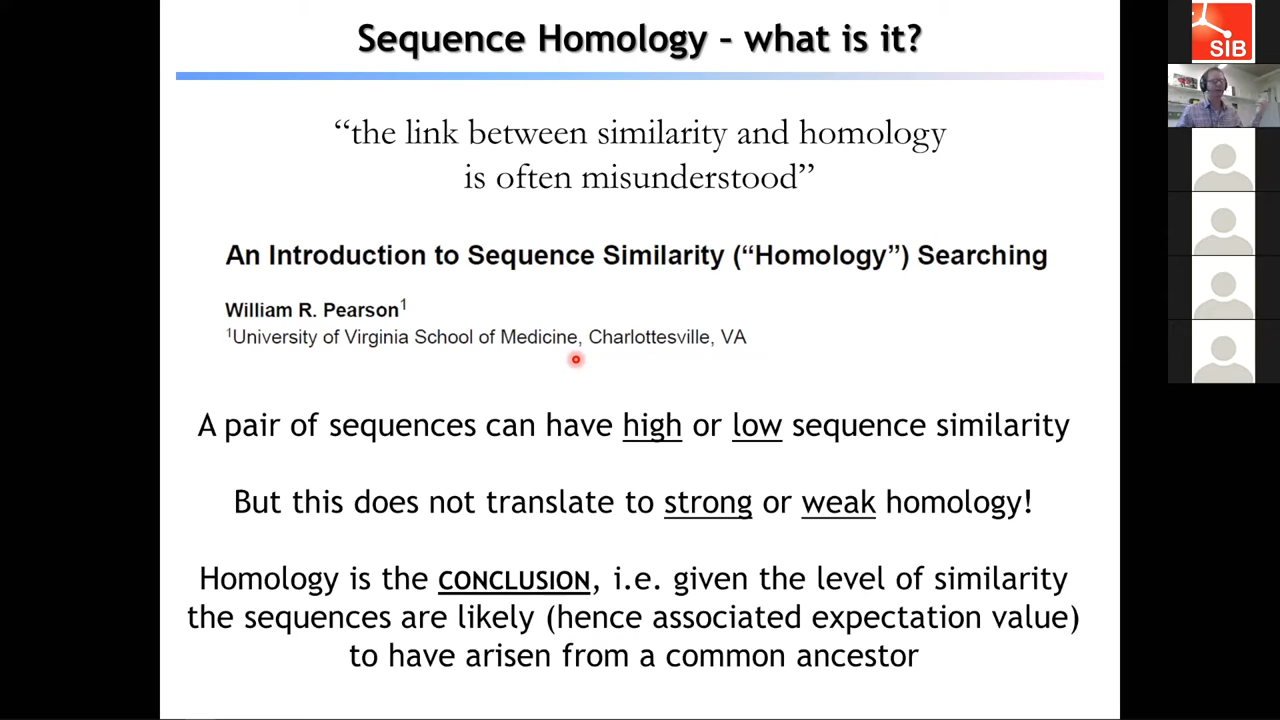 Sequence Homology – what is it?
SIB
“the link between similarity and homology
is often misunderstood”
An Introduction to Sequence Similarity (“Homology”) Searching
William R. Pearson¹
¹University of Virginia School of Medicine, Charlottesville, VA
A pair of sequences can have high or low sequence similarity
But this does not translate to strong or weak homology!
Homology is the CONCLUSION, i.e. given the level of similarity
the sequences are likely (hence associated expectation value)
to have arisen from a common ancestor